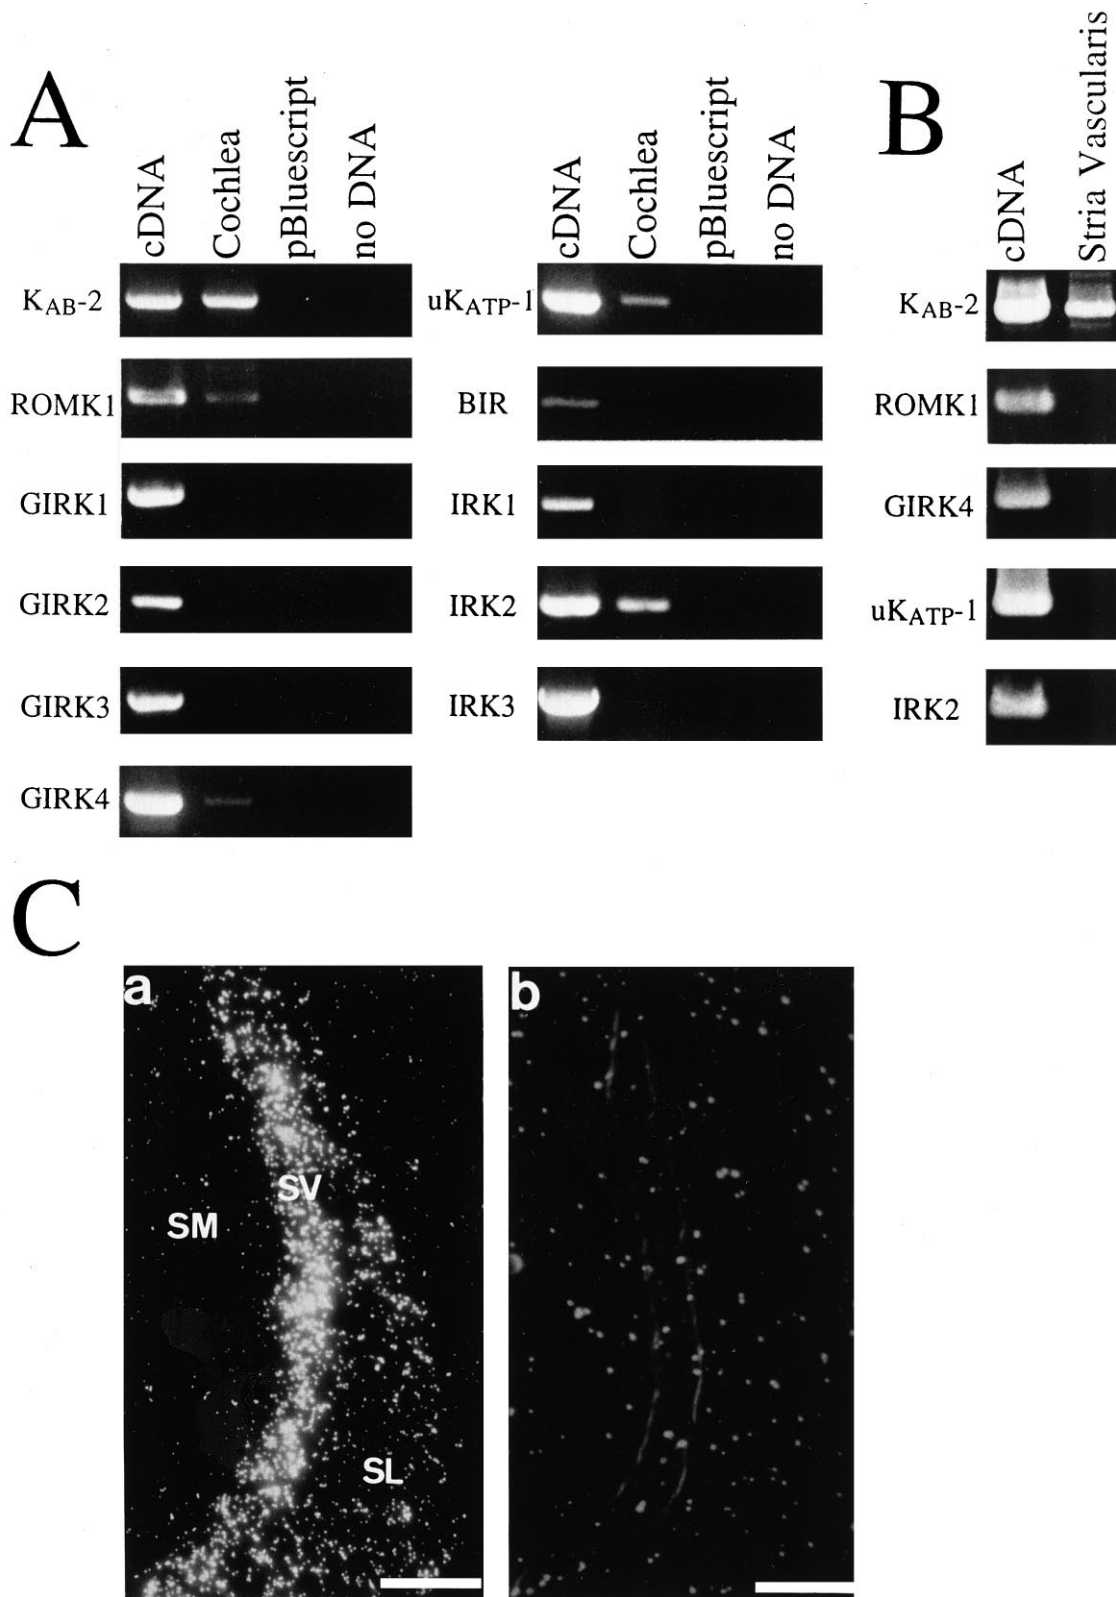 A
cDNA
Cochlea
pBluescript
no DNA
KAB-2
ROMK1
GIRK1
GIRK2
GIRK3
GIRK4
cDNA
Cochlea
pBluescript
no DNA
uKATP-1
BIR
IRK1
IRK2
IRK3
B
cDNA
Stria Vascularis
KAB-2
ROMK1
GIRK4
uKATP-1
IRK2
C
a
SV
SM
SL
b